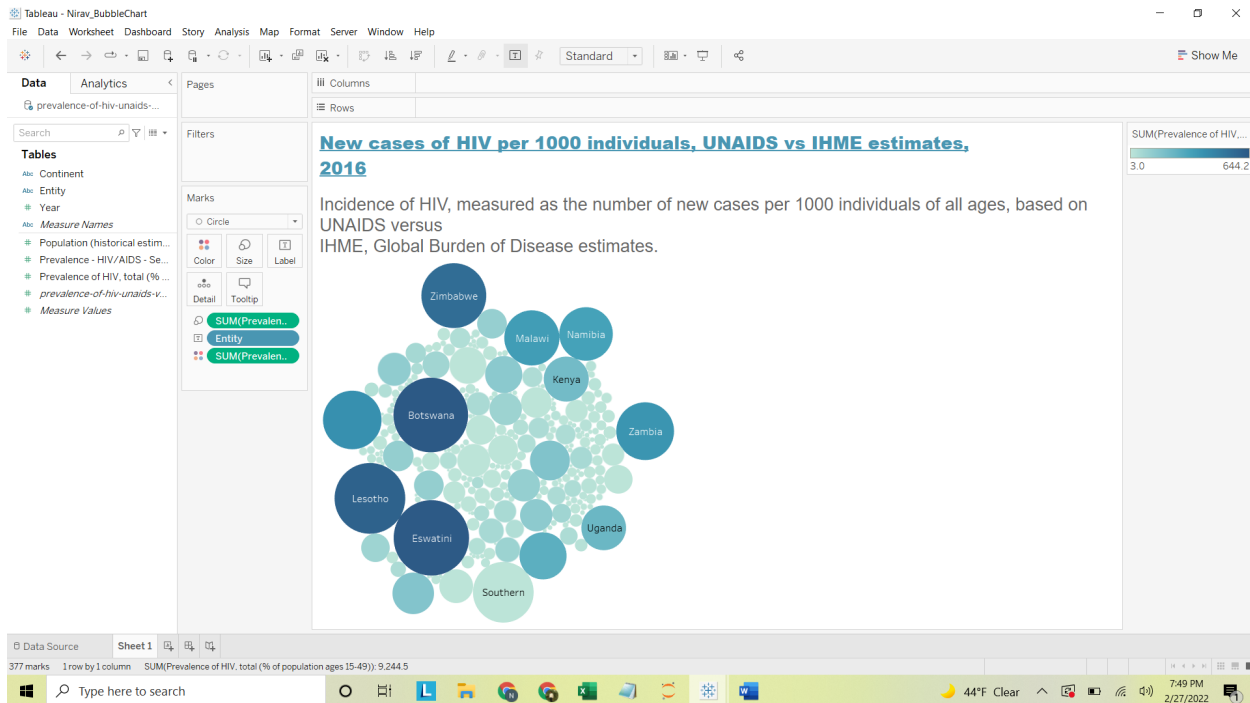 Tableau - Nirav_BubbleChart
File Data Worksheet Dashboard Story Analysis Map Format Server Window Help
Standard
Show Me
Data Analytics
Pages
iii Columns
Rows
prevalence-of-hiv-unaids-...
Search
Filters
Tables
Abc Continent
Abc Entity
# Year
Abc Measure Names
# Population (historical estim...
# Prevalence - HIV/AIDS - Se...
# Prevalence of HIV, total (% ...
# prevalence-of-hiv-unaids-v...
# Measure Values
Marks
Circle
Color Size Label
Detail Tooltip
SUM(Prevalen..
Entity
SUM(Prevalen..
New cases of HIV per 1000 individuals, UNAIDS vs IHME estimates,
2016
Incidence of HIV, measured as the number of new cases per 1000 individuals of all ages, based on
UNAIDS versus
IHME, Global Burden of Disease estimates.
Zimbabwe
Malawi
Namibia
Kenya
Botswana
Zambia
Lesotho
Uganda
Eswatini
Southern
SUM(Prevalence of HIV,...
3.0 644.2
Data Source Sheet 1
377 marks 1 row by 1 column SUM(Prevalence of HIV, total (% of population ages 15-49)): 9,244.5
Type here to search
44°F Clear
7:49 PM
2/27/2022